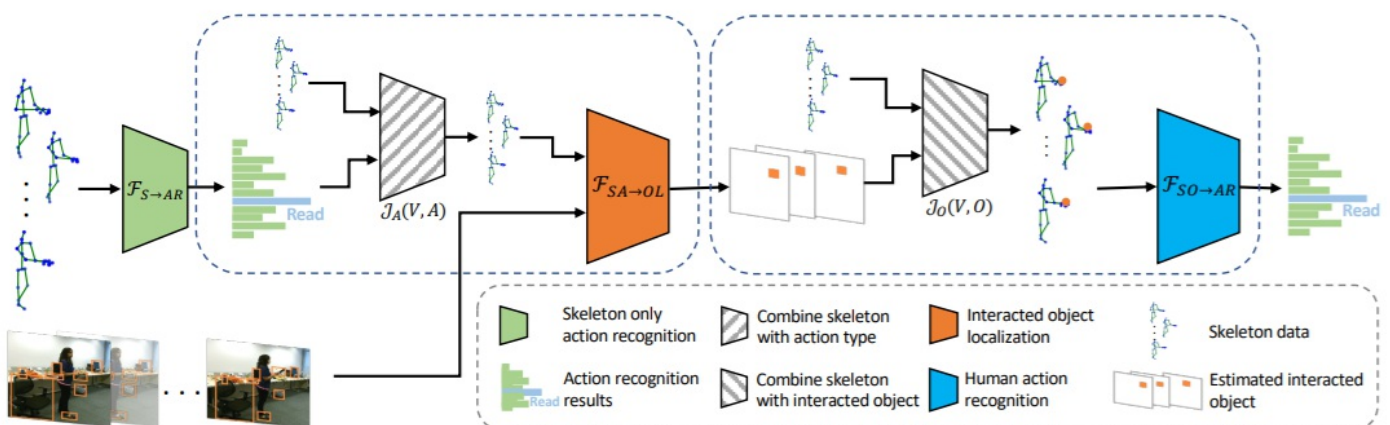 𝓕S→AR
Read
𝒥A(V, A)
𝓕SA→OL
𝒥O(V, O)
𝓕SO→AR
Read
Skeleton only
action recognition
Combine skeleton
with action type
Interacted object
localization
Skeleton data
Read
Action recognition
results
Combine skeleton
with interacted object
Human action
recognition
Estimated interacted
object